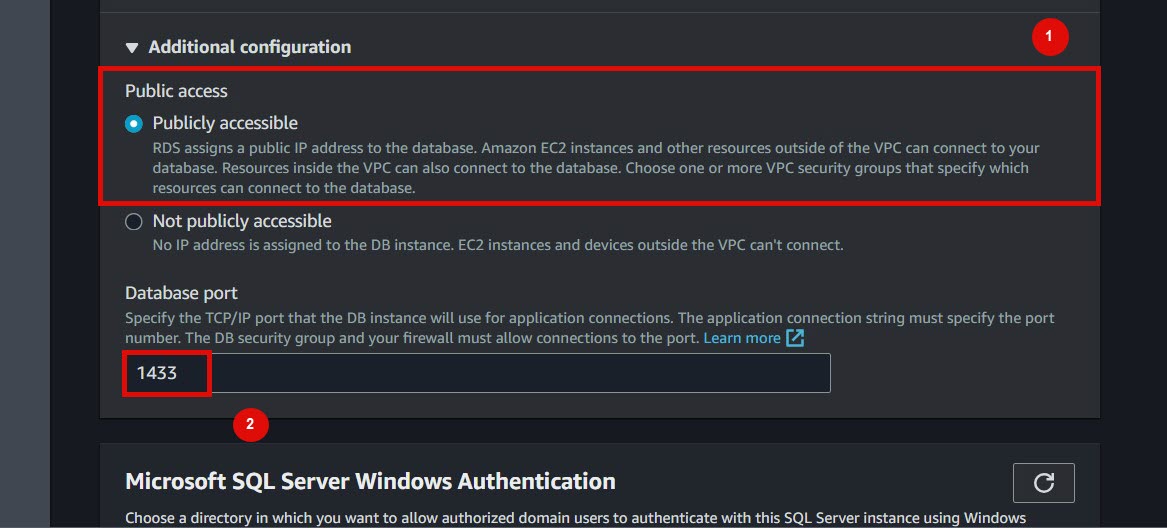 Additional configuration
1
Public access
Publicly accessible
RDS assigns a public IP address to the database. Amazon EC2 instances and other resources outside of the VPC can connect to your
database. Resources inside the VPC can also connect to the database. Choose one or more VPC security groups that specify which
resources can connect to the database.
Not publicly accessible
No IP address is assigned to the DB instance. EC2 instances and devices outside the VPC can't connect.
Database port
Specify the TCP/IP port that the DB instance will use for application connections. The application connection string must specify the port
number. The DB security group and your firewall must allow connections to the port. Learn more
1433
2
Microsoft SQL Server Windows Authentication
Choose a directory in which you want to allow authorized domain users to authenticate with this SQL Server instance using Windows